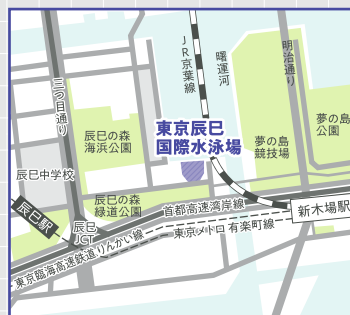 JR京葉線
曙運河
明治通り
三つ目通り
東京辰巳
国際水泳場
夢の島
公園
辰巳の森
海浜公園
夢の島
競技場
辰巳中学校
辰巳の森
緑道公園
辰巳駅
辰巳
JCT
首都高速湾岸線
新木場駅
東京メトロ 有楽町線
東京臨海高速鉄道りんかい線